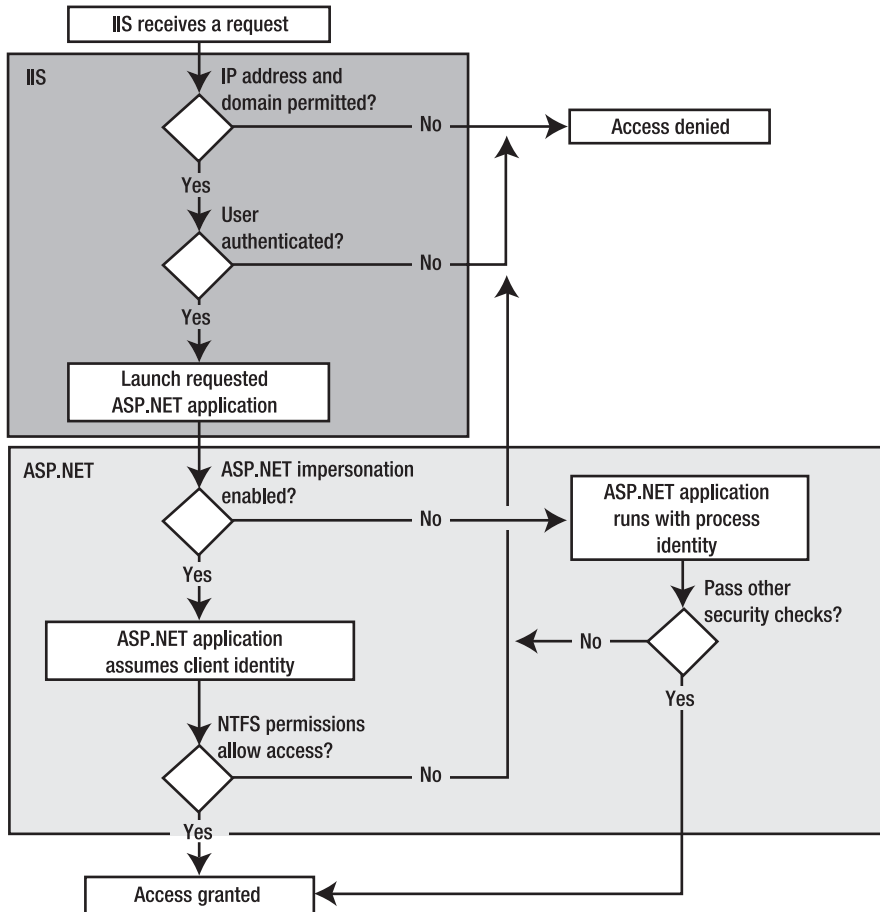 IIS receives a request
IIS
IP address and
domain permitted?
No
Access denied
Yes
User
authenticated?
No
Yes
Launch requested
ASP.NET application
ASP.NET
ASP.NET impersonation
enabled?
No
ASP.NET application
runs with process
identity
Yes
Pass other
security checks?
No
Yes
ASP.NET application
assumes client identity
NTFS permissions
allow access?
No
Yes
Access granted